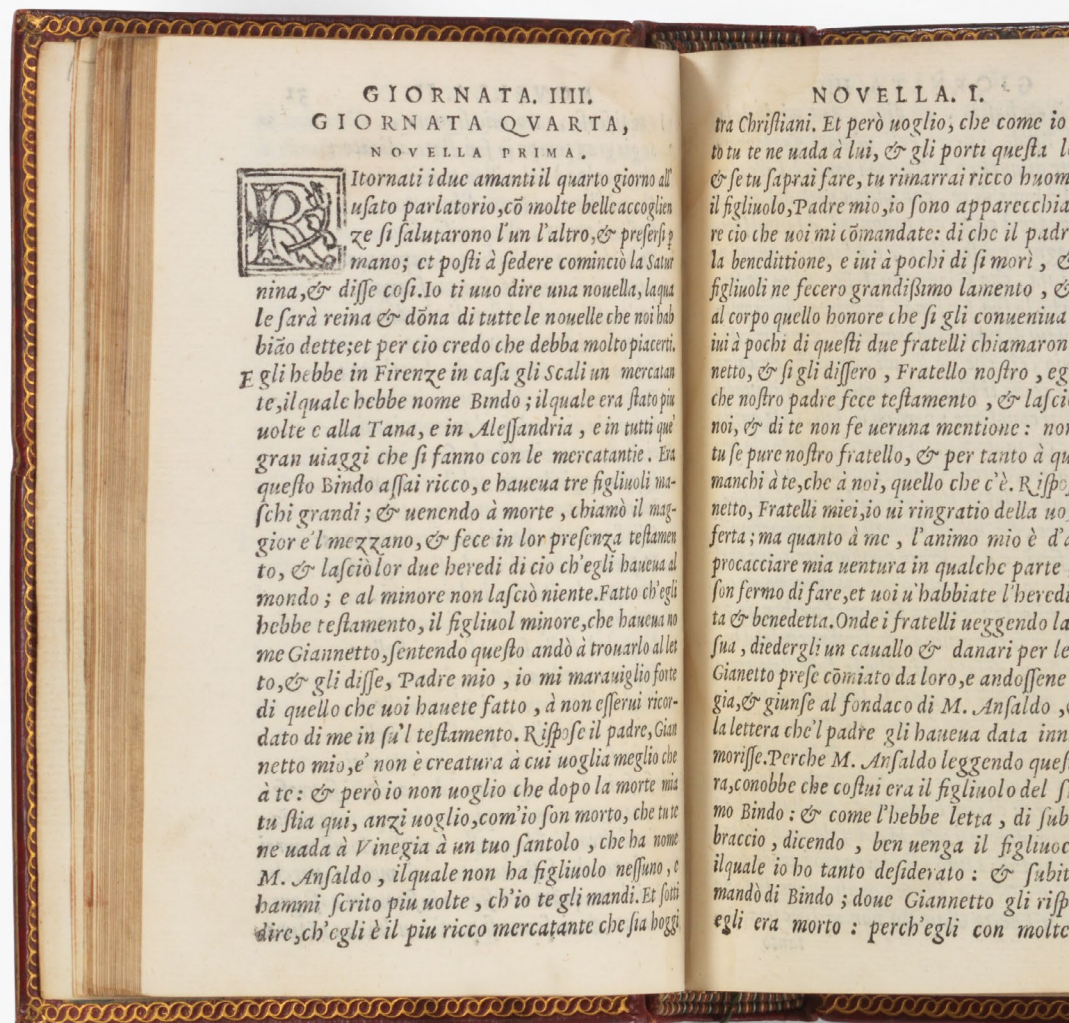 GIORNATA. IIII.
GIORNATA QVARTA,
NOVELLA PRIMA.
RItornati i due amanti il quarto giorno all'
usato parlatorio, cō molte belle accoglien
ze si salutarono l'un l'altro, & presersi p
mano; et posti à sedere cominciò la Satur
nina, & disse cosi. Io ti uuo dire una nouella, laqua
le sarà reina & dōna di tutte le nouelle che noi hab
biāo dette; et per cio credo che debba molto piacerti.
Egli hebbe in Firenze in casa gli Scali un mercatan
te, ilquale hebbe nome Bindo; ilquale era stato piu
uolte e alla Tana, e in Alessandria, e in tutti que'
gran uiaggi che si fanno con le mercatantie. Era
questo Bindo assai ricco, e haueua tre figliuoli ma-
schi grandi; & uenendo à morte, chiamò il mag-
gior e'l mezzano, & fece in lor presenza testamen
to, & lasciò lor due heredi di cio ch'egli haueua al
mondo; e al minore non lasciò niente. Fatto ch'egli
hebbe testamento, il figliuol minore, che haueua no
me Giannetto, sentendo questo andò à trouarlo al let
to, & gli disse, Padre mio, io mi marauiglio forte
di quello che uoi hauete fatto, à non esserui ricor-
dato di me in su'l testamento. Rispose il padre, Gian
netto mio, e' non è creatura à cui uoglia meglio che
à te: & però io non uoglio che dopo la morte mia
tu stia qui, anzi uoglio, com'io son morto, che tu te
ne uada à Vinegia à un tuo santolo, che ha nome
M. Ansaldo, ilquale non ha figliuolo nessuno, e
hammi scrito piu uolte, ch'io te gli mandi. Et sotti
dire, ch'egli è il piu ricco mercatante che sia hoggi
NOVELLA. I.
tra Christiani. Et però uoglio, che come io
to tu te ne uada à lui, & gli porti questa l
& se tu saprai fare, tu rimarrai ricco huom
il figliuolo, Padre mio, io sono apparecchia
re cio che uoi mi cōmandate: di che il padr
la benedittione, e iui à pochi di si morì, &
figliuoli ne fecero grandißimo lamento, &
al corpo quello honore che si gli conueniua
iui à pochi di questi due fratelli chiamaron
netto, & si gli dissero, Fratello nostro, eg
che nostro padre fece testamento, & lasciò
noi, & di te non fe ueruna mentione: non
tu se pure nostro fratello, & per tanto à qu
manchi à te, che à noi, quello che c'è. Rispo
netto, Fratelli miei, io ui ringratio della uo
ferta; ma quanto à me, l'animo mio è d'a
procacciare mia uentura in qualche parte
son fermo di fare, et uoi u'habbiate l'heredi
ta & benedetta. Onde i fratelli ueggendo la
sua, diedergli un cauallo & danari per le
Gianetto prese cōmiato da loro, e andossene
gia, & giunse al fondaco di M. Ansaldo,
la lettera che'l padre gli haueua data inn
morisse. Perche M. Ansaldo leggendo ques
ra, conobbe che costui era il figliuolo del s
mo Bindo: & come l'hebbe letta, di sub
braccio, dicendo, ben uenga il figliuoc
ilquale io ho tanto desiderato: & subit
mandò di Bindo; doue Giannetto gli risp
egli era morto: perch'egli con molte